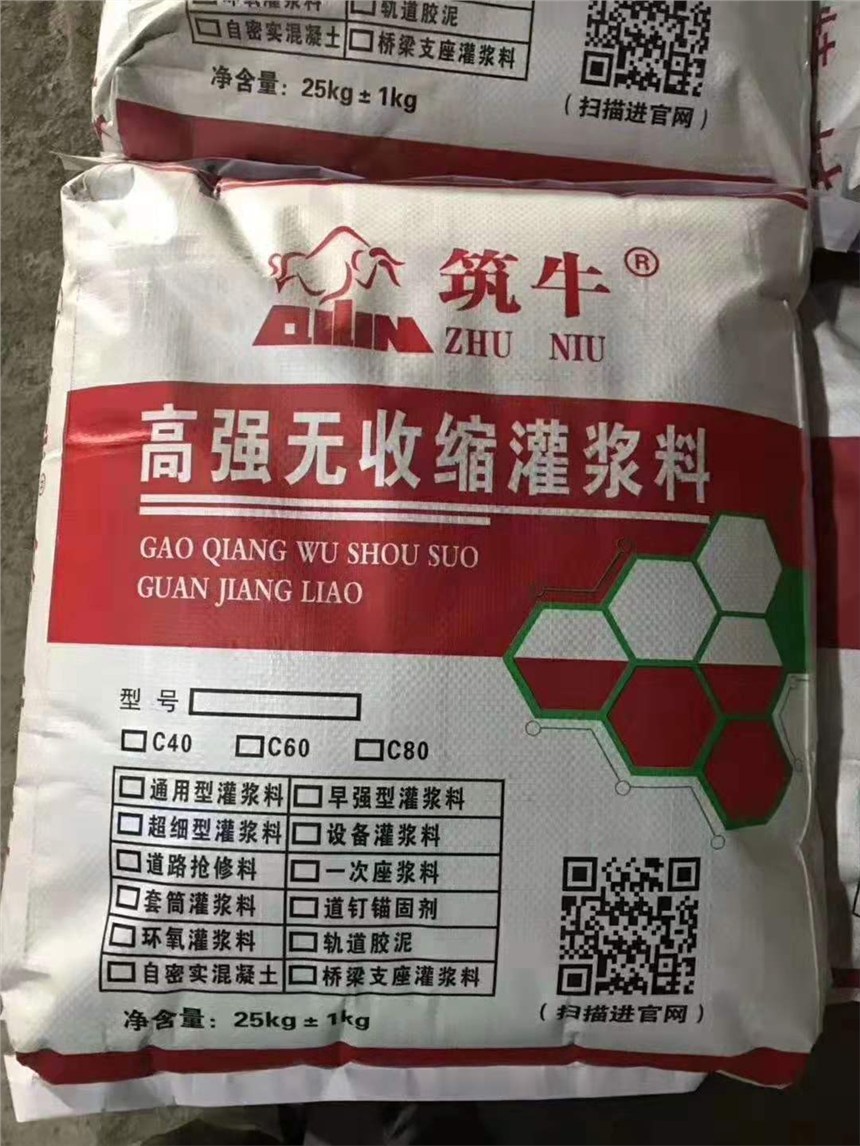 轨道胶泥
自密实混凝土 桥梁支座灌浆料
净含量：25kg±1kg
（扫描进官网）
筑牛®
ZHU NIU
高强无收缩灌浆料
GAO QIANG WU SHOU SUO
GUAN JIANG LIAO
型号
C40 C60 C80
通用型灌浆料 早强型灌浆料
超细型灌浆料 设备灌浆料
道路抢修料 一次座浆料
套筒灌浆料 道钉锚固剂
环氧灌浆料 轨道胶泥
自密实混凝土 桥梁支座灌浆料
净含量：25kg±1kg
（扫描进官网）